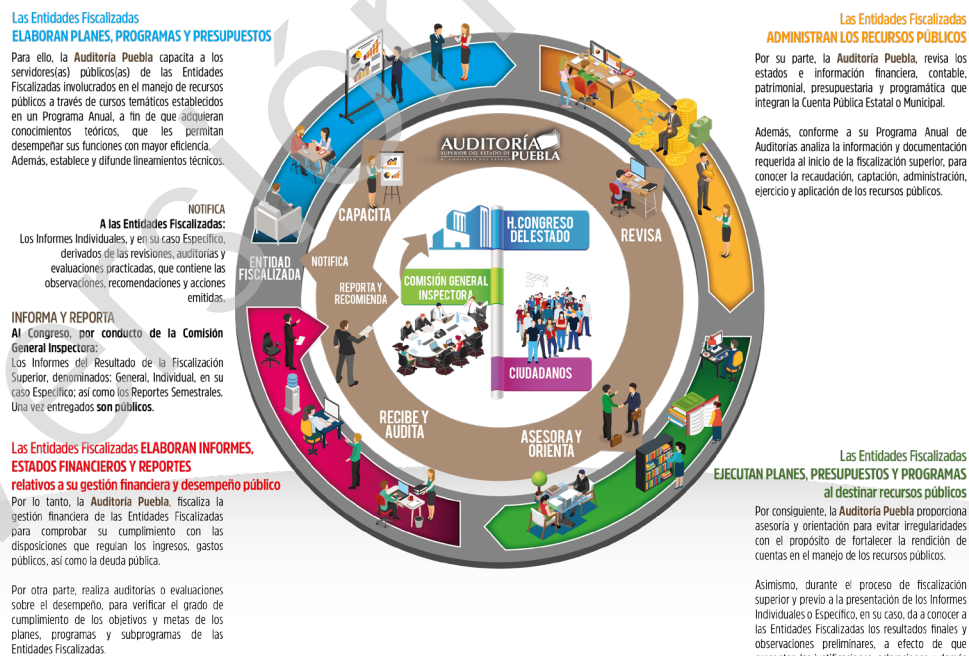 Las Entidades Fiscalizadas
ELABORAN PLANES, PROGRAMAS Y PRESUPUESTOS
Para ello, la Auditoría Puebla capacita a los
servidores(as) públicos(as) de las Entidades
Fiscalizadas involucrados en el manejo de recursos
públicos a través de cursos temáticos establecidos
en un Programa Anual, a fin de que adquieran
conocimientos teóricos, que les permitan
desempeñar sus funciones con mayor eficiencia.
Además, establece y difunde lineamientos técnicos.
NOTIFICA
A las Entidades Fiscalizadas:
Los Informes Individuales, y en su caso Específico,
derivados de las revisiones, auditorías y
evaluaciones practicadas, que contiene las
observaciones, recomendaciones y acciones
emitidas.
INFORMA Y REPORTA
Al Congreso, por conducto de la Comisión
General Inspectora:
Los Informes del Resultado de la Fiscalización
Superior, denominados: General, Individual, en su
caso Específico; así como los Reportes Semestrales.
Una vez entregados son públicos.
Las Entidades Fiscalizadas ELABORAN INFORMES,
ESTADOS FINANCIEROS Y REPORTES
relativos a su gestión financiera y desempeño público
Por lo tanto, la Auditoría Puebla, fiscaliza la
gestión financiera de las Entidades Fiscalizadas
para comprobar su cumplimiento con las
disposiciones que regulan los ingresos, gastos
públicos, así como la deuda pública.
Por otra parte, realiza auditorías o evaluaciones
sobre el desempeño, para verificar el grado de
cumplimiento de los objetivos y metas de los
planes, programas y subprogramas de las
Entidades Fiscalizadas.
AUDITORÍA
SUPERIOR DEL ESTADO DE
PUEBLA
CAPACITA
REVISA
H. CONGRESO
DEL ESTADO
ENTIDAD
FISCALIZADA
NOTIFICA
REPORTA Y
RECOMIENDA
COMISIÓN GENERAL
INSPECTORA
CIUDADANOS
RECIBE Y
AUDITA
ASESORA Y
ORIENTA
Las Entidades Fiscalizadas
ADMINISTRAN LOS RECURSOS PÚBLICOS
Por su parte, la Auditoría Puebla, revisa los
estados e información financiera, contable,
patrimonial, presupuestaria y programática que
integran la Cuenta Pública Estatal o Municipal.
Además, conforme a su Programa Anual de
Auditorías analiza la información y documentación
requerida al inicio de la fiscalización superior, para
conocer la recaudación, captación, administración,
ejercicio y aplicación de los recursos públicos.
Las Entidades Fiscalizadas
EJECUTAN PLANES, PRESUPUESTOS Y PROGRAMAS
al destinar recursos públicos
Por consiguiente, la Auditoría Puebla proporciona
asesoría y orientación para evitar irregularidades
con el propósito de fortalecer la rendición de
cuentas en el manejo de los recursos públicos.
Asimismo, durante el proceso de fiscalización
superior y previo a la presentación de los Informes
Individuales o Específico, en su caso, da a conocer a
las Entidades Fiscalizadas los resultados finales y
observaciones preliminares, a efecto de que